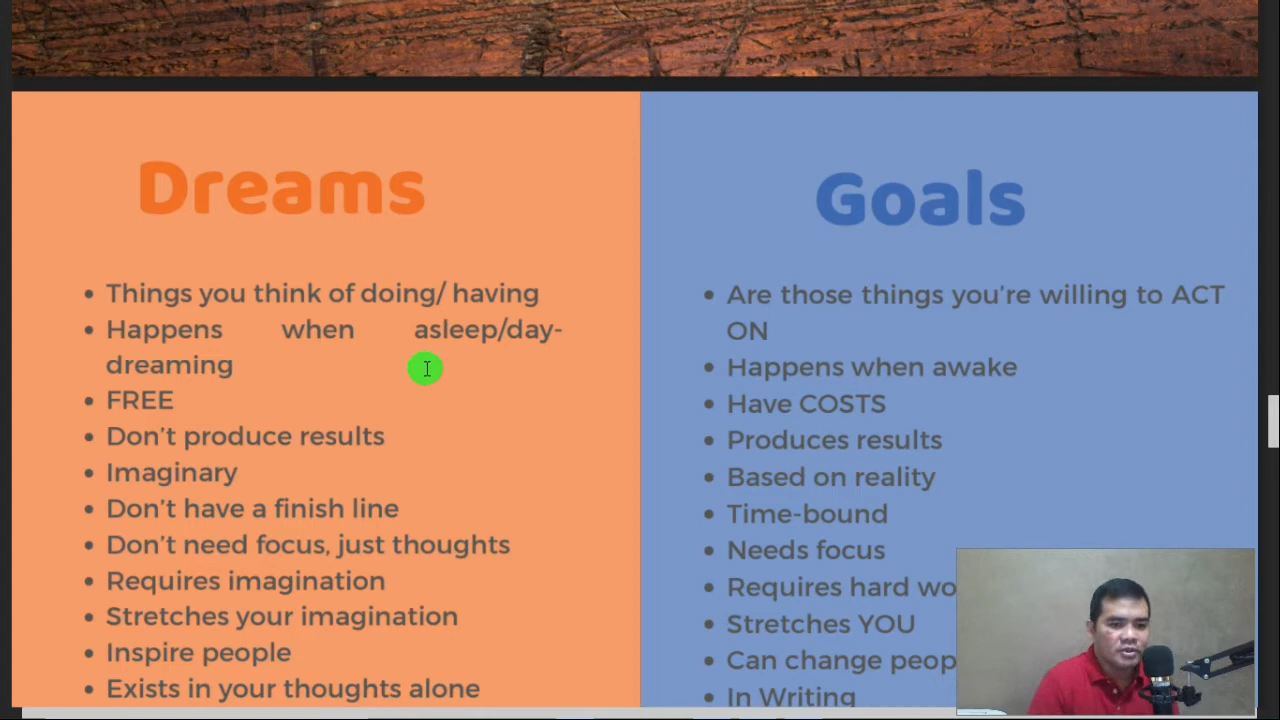 Dreams
• Things you think of doing/ having
• Happens when asleep/day-
dreaming
• FREE
• Don't produce results
• Imaginary
• Don't have a finish line
• Don't need focus, just thoughts
• Requires imagination
• Stretches your imagination
• Inspire people
• Exists in your thoughts alone
Goals
• Are those things you're willing to ACT
ON
• Happens when awake
• Have COSTS
• Produces results
• Based on reality
• Time-bound
• Needs focus
• Requires hard
• Stretches YOU
• Can change
• In Writing